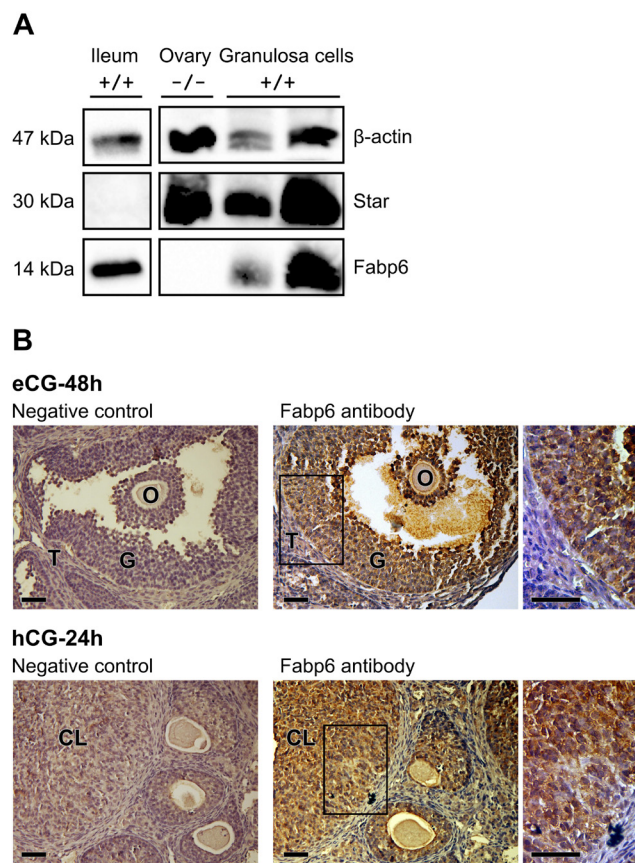 A
Ileum Ovary Granulosa cells
+/+ −/− +/+
47 kDa β-actin
30 kDa Star
14 kDa Fabp6
B
eCG-48h
Negative control Fabp6 antibody
O O
T G T G
hCG-24h
Negative control Fabp6 antibody
CL CL